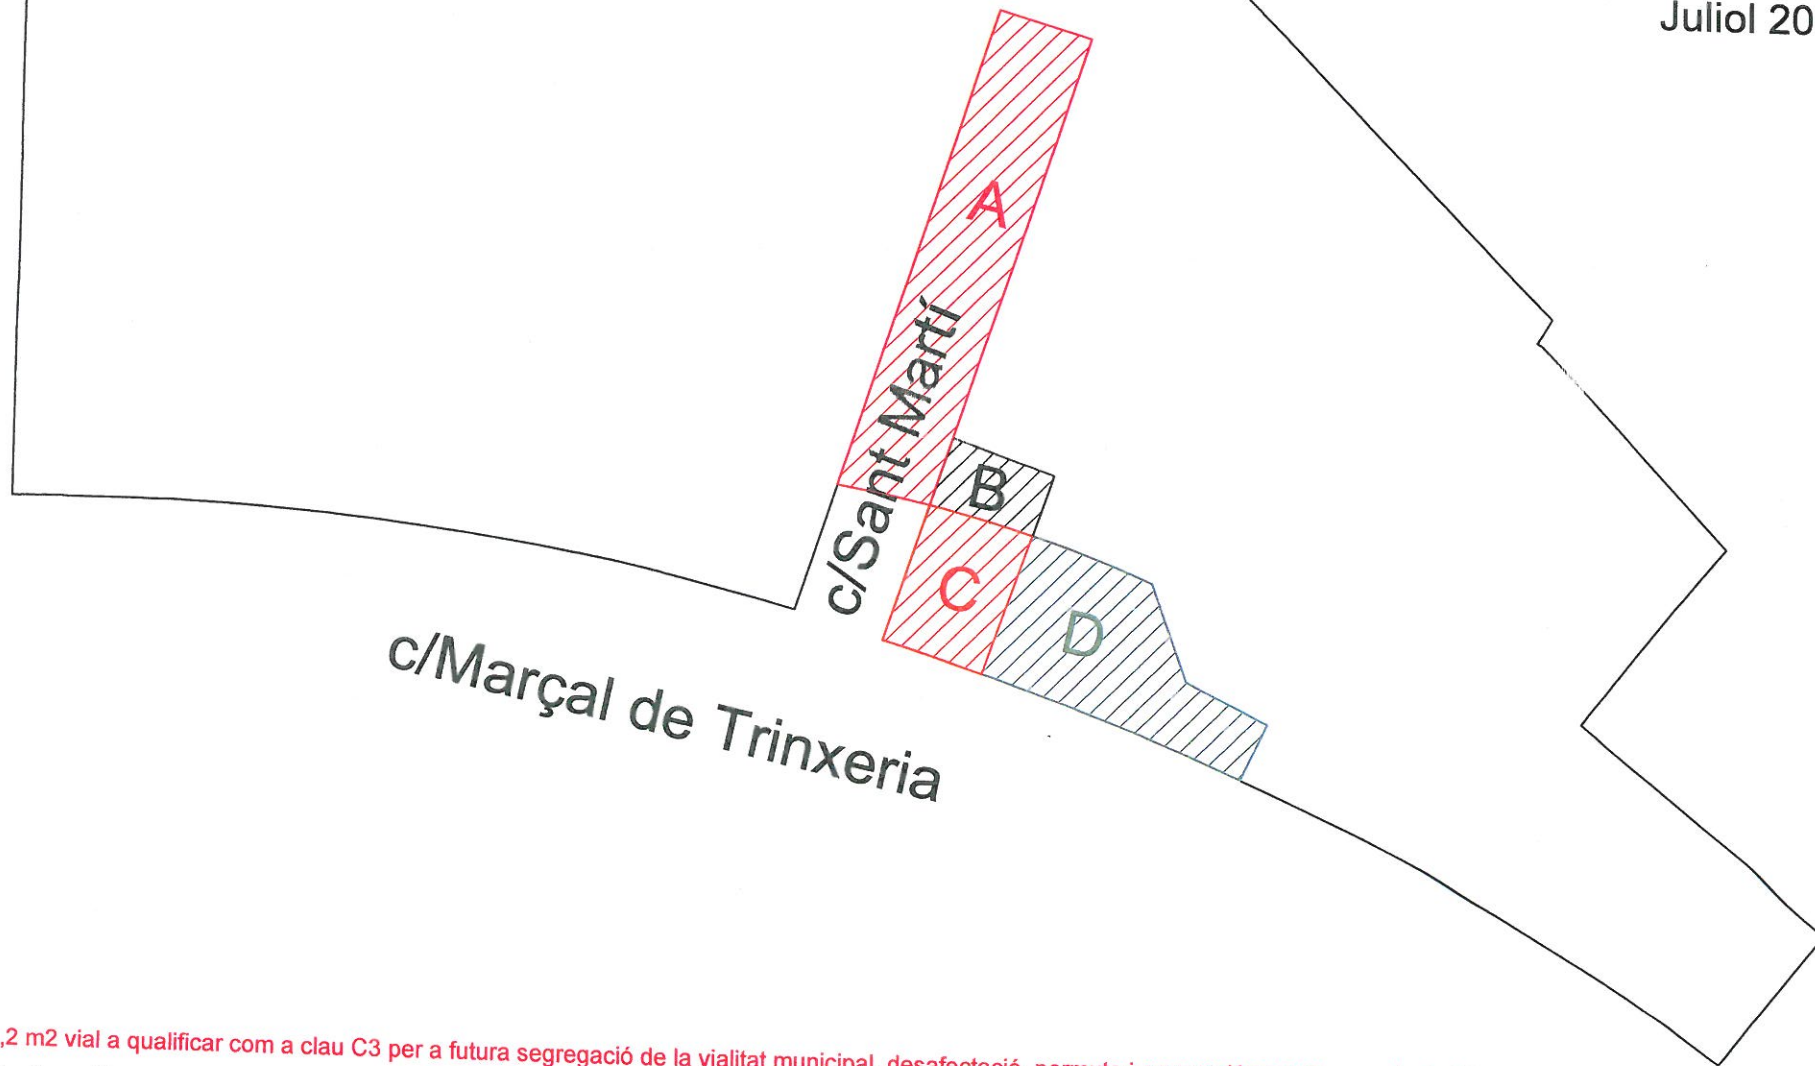 Juliol 20
A
c/Sant Martí
B
C
D
c/Marçal de Trinxeria
,2 m2 vial a qualificar com a clau C3 per a futura segregació de la vialitat municipal, desafectació,